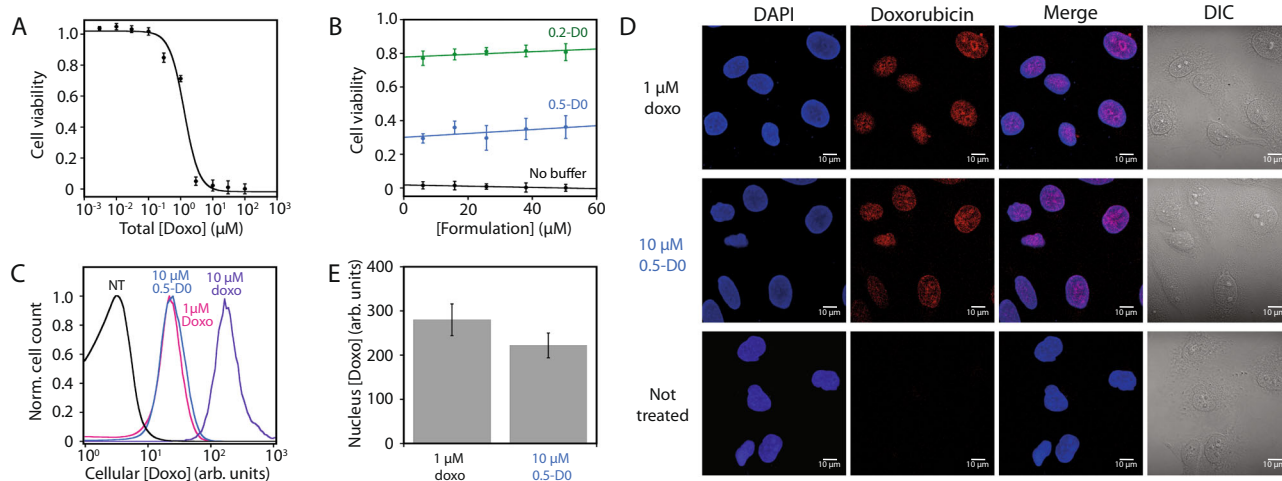 A
Cell viability
1.0
0.8
0.6
0.4
0.2
0
10⁻³
10⁻²
10⁻¹
10⁰
10¹
10²
10³
Total [Doxo] (μM)
B
Cell viability
1.0
0.8
0.6
0.4
0.2
0.0
0.2-D0
0.5-D0
No buffer
0
20
40
60
[Formulation] (μM)
C
Norm. cell count
1.0
0.8
0.6
0.4
0.2
0
NT
10 μM
0.5-D0
1μM
Doxo
10 μM
doxo
10⁰
10¹
10²
10³
Cellular [Doxo] (arb. units)
E
Nucleus [Doxo] (arb. units)
400
300
200
100
0
1 μM
doxo
10 μM
0.5-D0
D
DAPI
Doxorubicin
Merge
DIC
1 μM
doxo
10 μm
10 μm
10 μm
10 μm
10 μM
0.5-D0
10 μm
10 μm
10 μm
10 μm
Not
treated
10 μm
10 μm
10 μm
10 μm